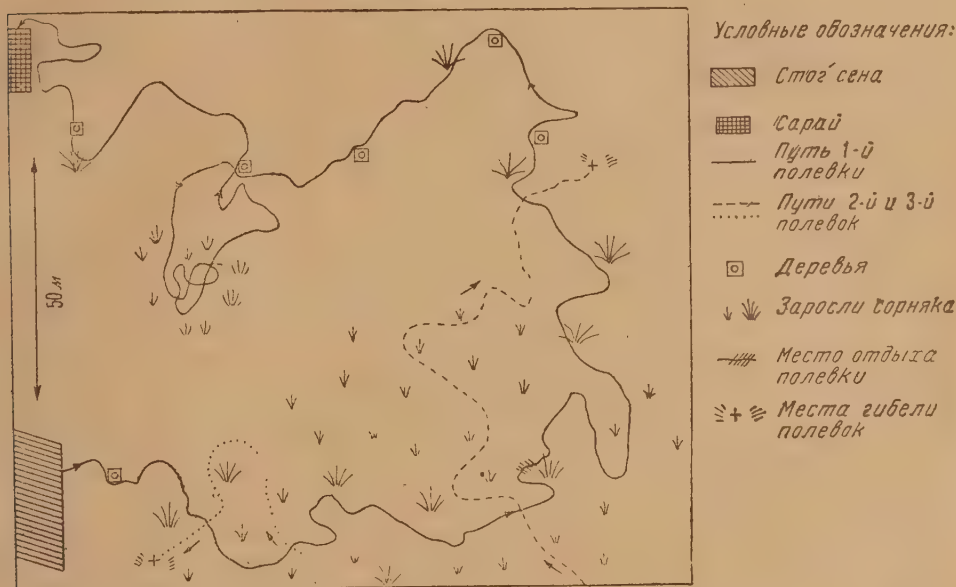 Условные обозначения:
Стог сена
Сарай
Путь 1-й
полевки
Пути 2-й и 3-й
полевок
Деревья
Заросли сорняка
Место отдыха
полевки
Места гибели
полевок
50 м